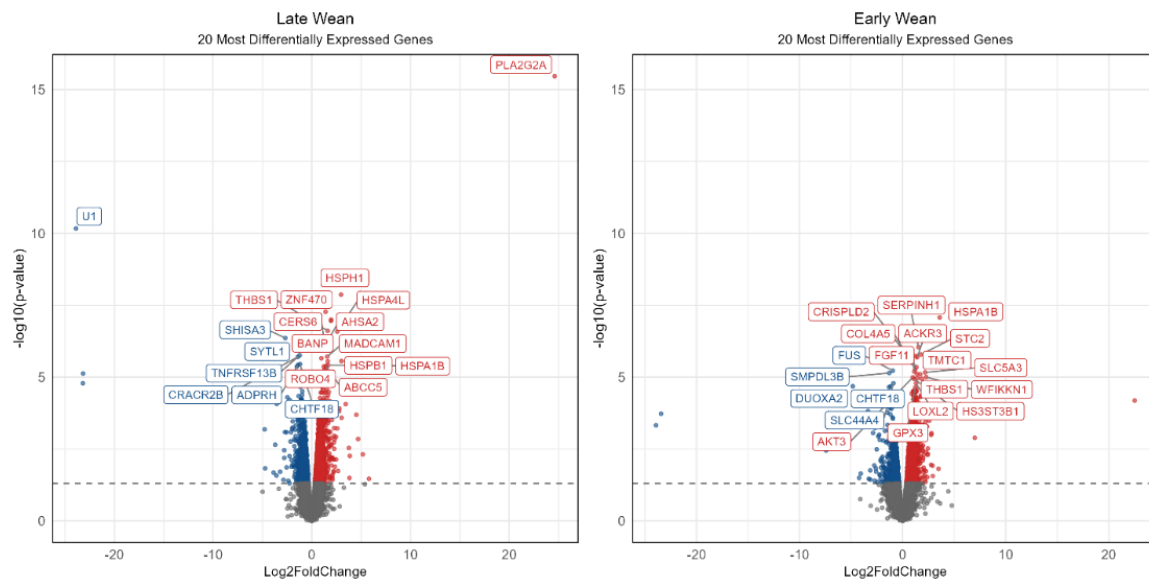 Late Wean
20 Most Differentially Expressed Genes
PLA2G2A
U1
HSPH1
THBS1
ZNF470
HSPA4L
CERS6
AHSA2
SHISA3
BANP
MADCAM1
SYTL1
TNFRSF13B
HSPB1
HSPA1B
ROBO4
ABCC5
CRACR2B
ADPRH
CHTF18
15
10
5
0
-log10(p-value)
-20
-10
0
10
20
Log2FoldChange
Early Wean
20 Most Differentially Expressed Genes
SERPINH1
CRISPLD2
HSPA1B
COL4A5
ACKR3
STC2
FUS
FGF11
TMTC1
SLC5A3
SMPDL3B
THBS1
WFIKKN1
DUOXA2
CHTF18
LOXL2
HS3ST3B1
SLC44A4
GPX3
AKT3
15
10
5
0
-log10(p-value)
-20
-10
0
10
20
Log2FoldChange